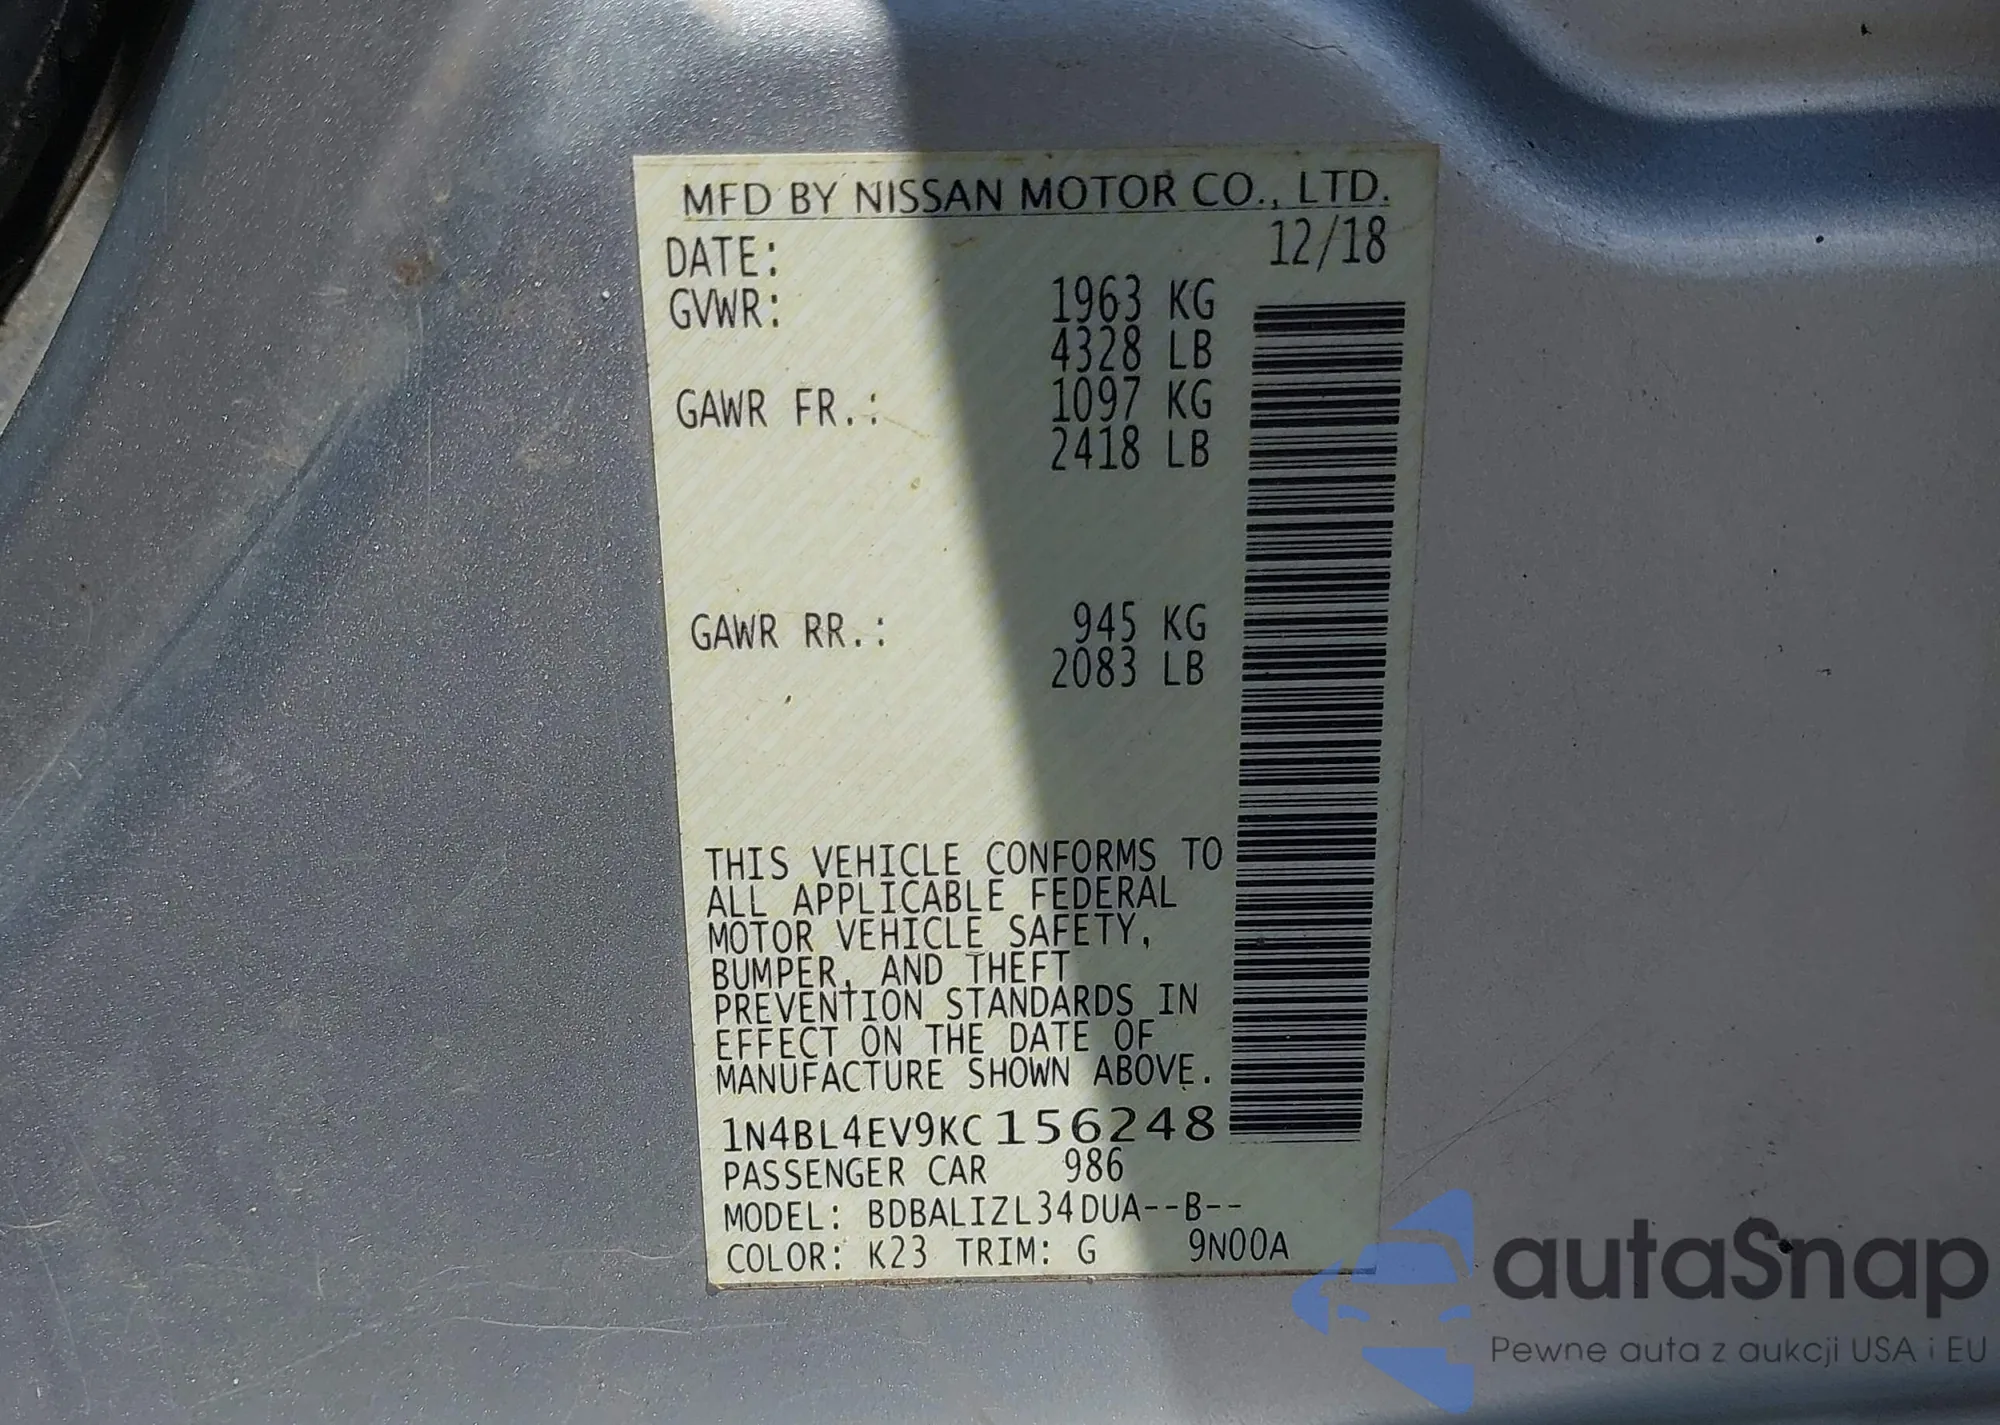 MFD BY NISSAN MOTOR CO., LTD.
DATE: 12/18
GVWR: 1963 KG
4328 LB
GAWR FR.: 1097 KG
2418 LB
GAWR RR.: 945 KG
2083 LB
THIS VEHICLE CONFORMS TO
ALL APPLICABLE FEDERAL
MOTOR VEHICLE SAFETY,
BUMPER, AND THEFT
PREVENTION STANDARDS IN
EFFECT ON THE DATE OF
MANUFACTURE SHOWN ABOVE.
1N4BL4EV9KC156248
PASSENGER CAR 986
MODEL: BDBALIZL34DUA--B--
COLOR: K23 TRIM: G 9N00A
autaSnap
Pewne auta z aukcji USA i EU